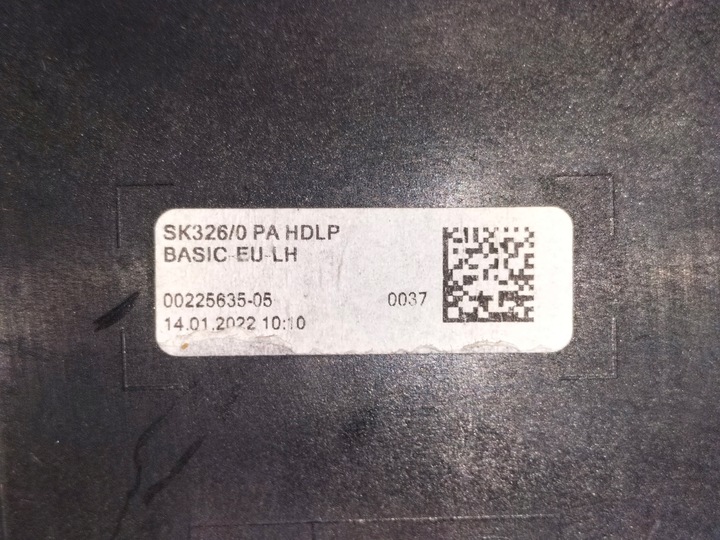 SK326/0 PA HDLP
BASIC-EU-LH
00225635-05 0037
14.01.2022 10:10